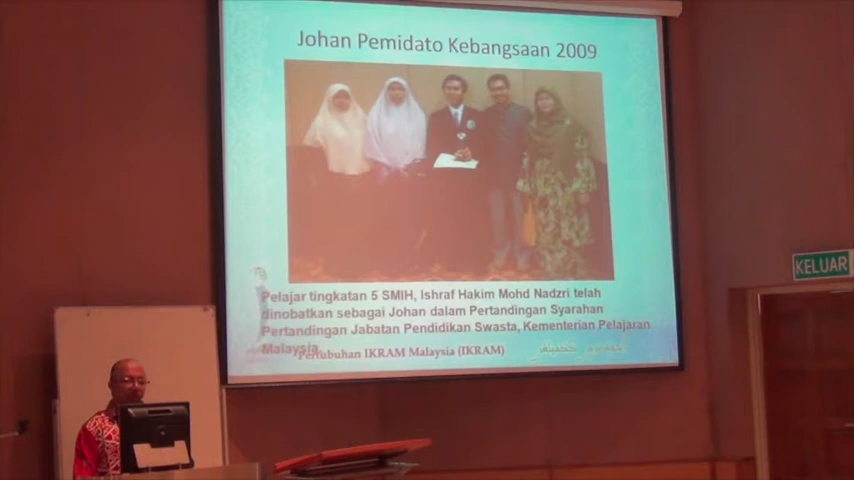 Johan Pemidato Kebangsaan 2009
Pelajar tingkatan 5 SMIH, Ishraf Hakim Mohd Nadzri telah
dinobatkan sebagai Johan dalam Pertandingan Syarahan
Pertandingan Jabatan Pendidikan Swasta, Kementerian Pelajaran
Malaysia
Pertubuhan IKRAM Malaysia (IKRAM)
KELUAR